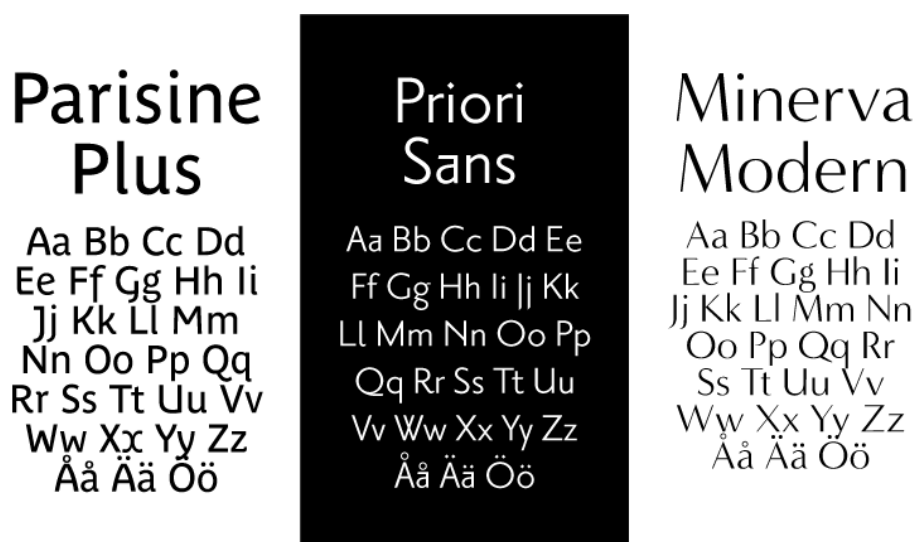 Parisine
Plus
Aa Bb Cc Dd
Ee Ff Gg Hh Ii
Jj Kk Ll Mm
Nn Oo Pp Qq
Rr Ss Tt Uu Vv
Ww Xx Yy Zz
Åå Ää Öö
Priori
Sans
Aa Bb Cc Dd Ee
Ff Gg Hh Ii Jj Kk
Ll Mm Nn Oo Pp
Qq Rr Ss Tt Uu
Vv Ww Xx Yy Zz
Åå Ää Öö
Minerva
Modern
Aa Bb Cc Dd
Ee Ff Gg Hh Ii
Jj Kk Ll Mm Nn
Oo Pp Qq Rr
Ss Tt Uu Vv
Ww Xx Yy Zz
Åå Ää Öö